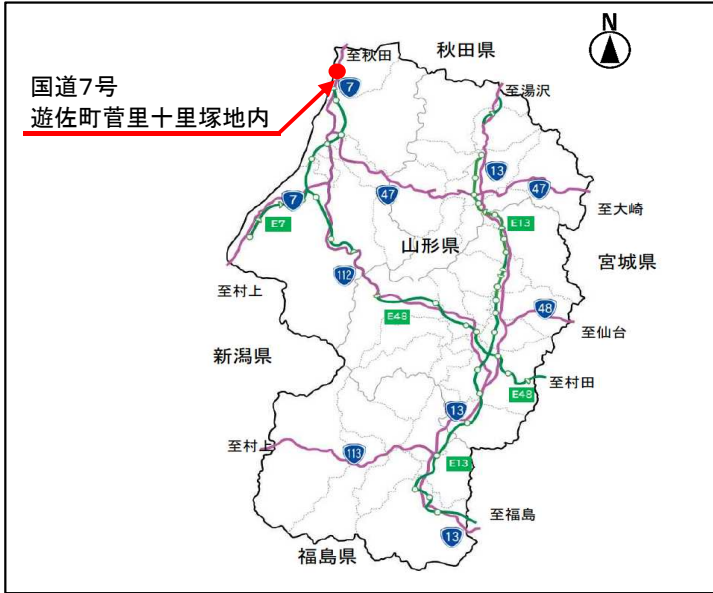 N
至秋田
秋田県
国道7号
遊佐町菅里十里塚地内
7
至湯沢
13
47
47
7
E7
至大崎
E13
山形県
宮城県
112
至村上
48
E48
至仙台
新潟県
至村田
E48
13
至村上
113
E13
至福島
13
福島県